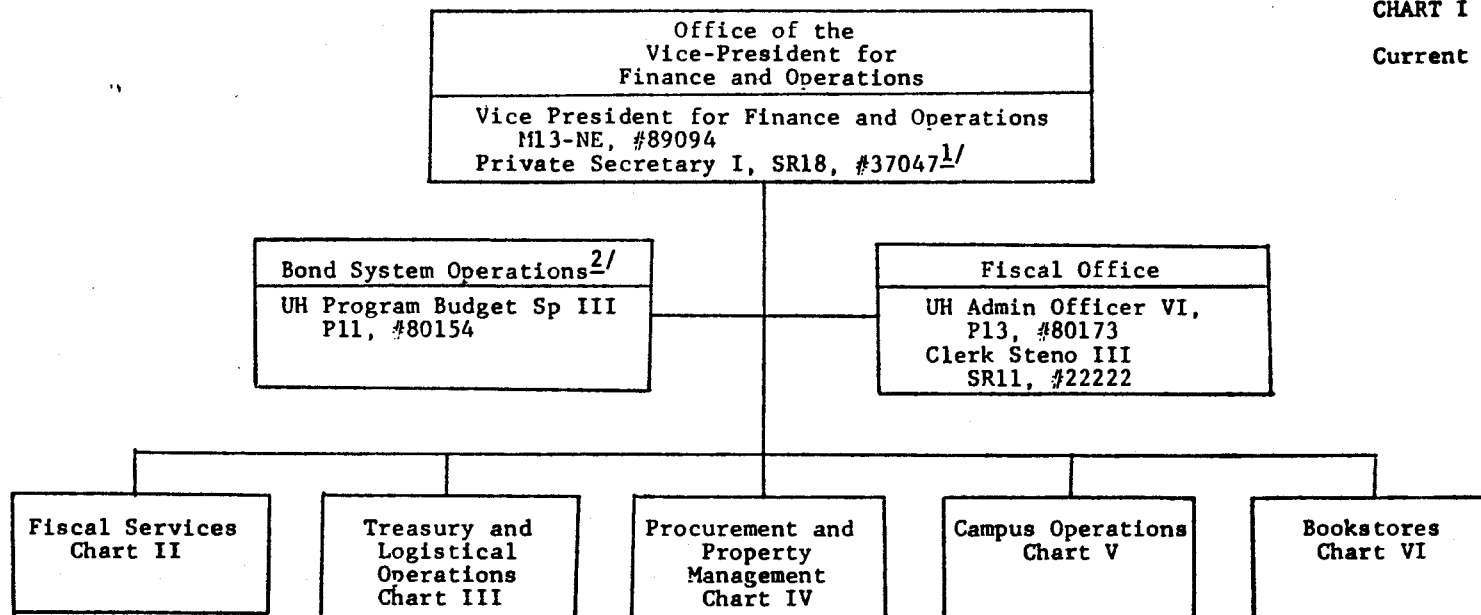 CHART I
Current
Office of the
Vice-President for
Finance and Operations
Vice President for Finance and Operations
M13-NE, #89094
Private Secretary I, SR18, #37047 1/
Bond System Operations 2/
UH Program Budget Sp III
P11, #80154
Fiscal Office
UH Admin Officer VI,
P13, #80173
Clerk Steno III
SR11, #22222
Fiscal Services
Chart II
Treasury and
Logistical
Operations
Chart III
Procurement and
Property
Management
Chart IV
Campus Operations
Chart V
Bookstores
Chart VI